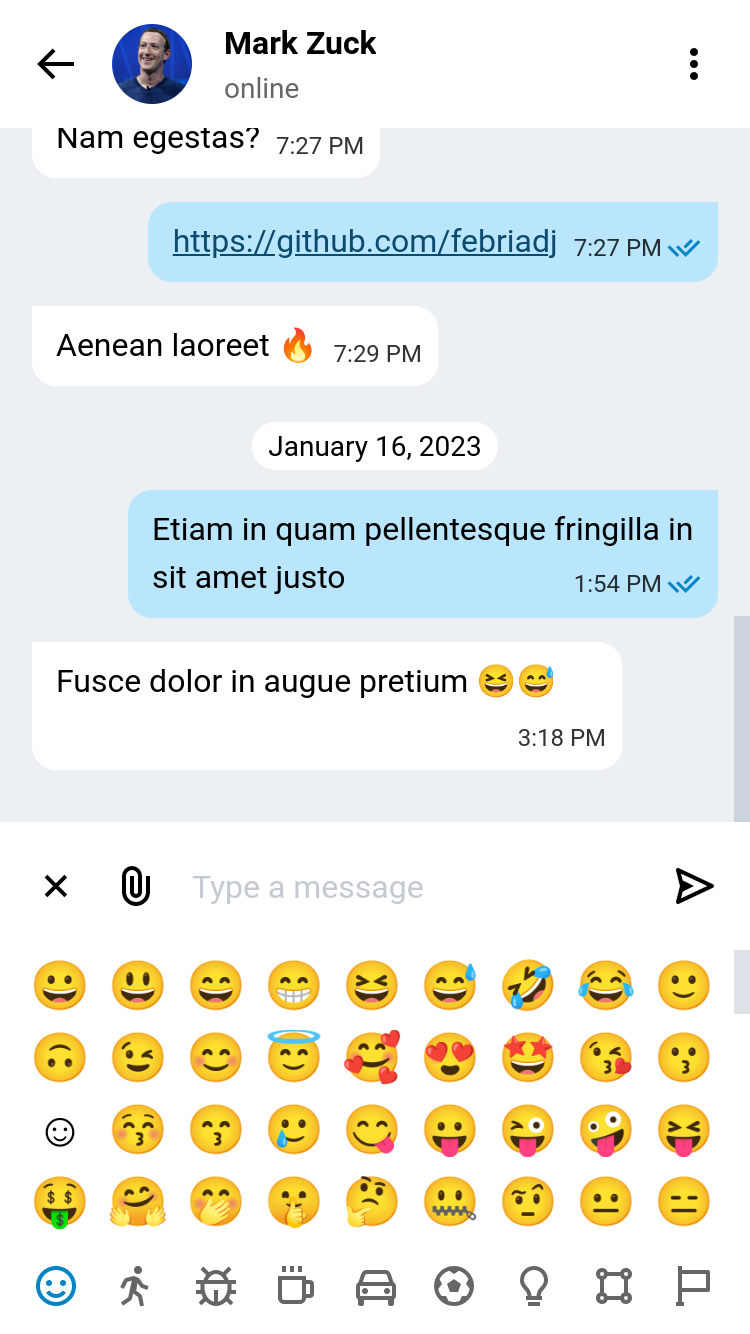 Mark Zuck
online
Nam egestas? 7:27 PM
https://github.com/febriadj 7:27 PM
Aenean laoreet 🔥 7:29 PM
January 16, 2023
Etiam in quam pellentesque fringilla in
sit amet justo 1:54 PM
Fusce dolor in augue pretium 😆😅
3:18 PM
Type a message